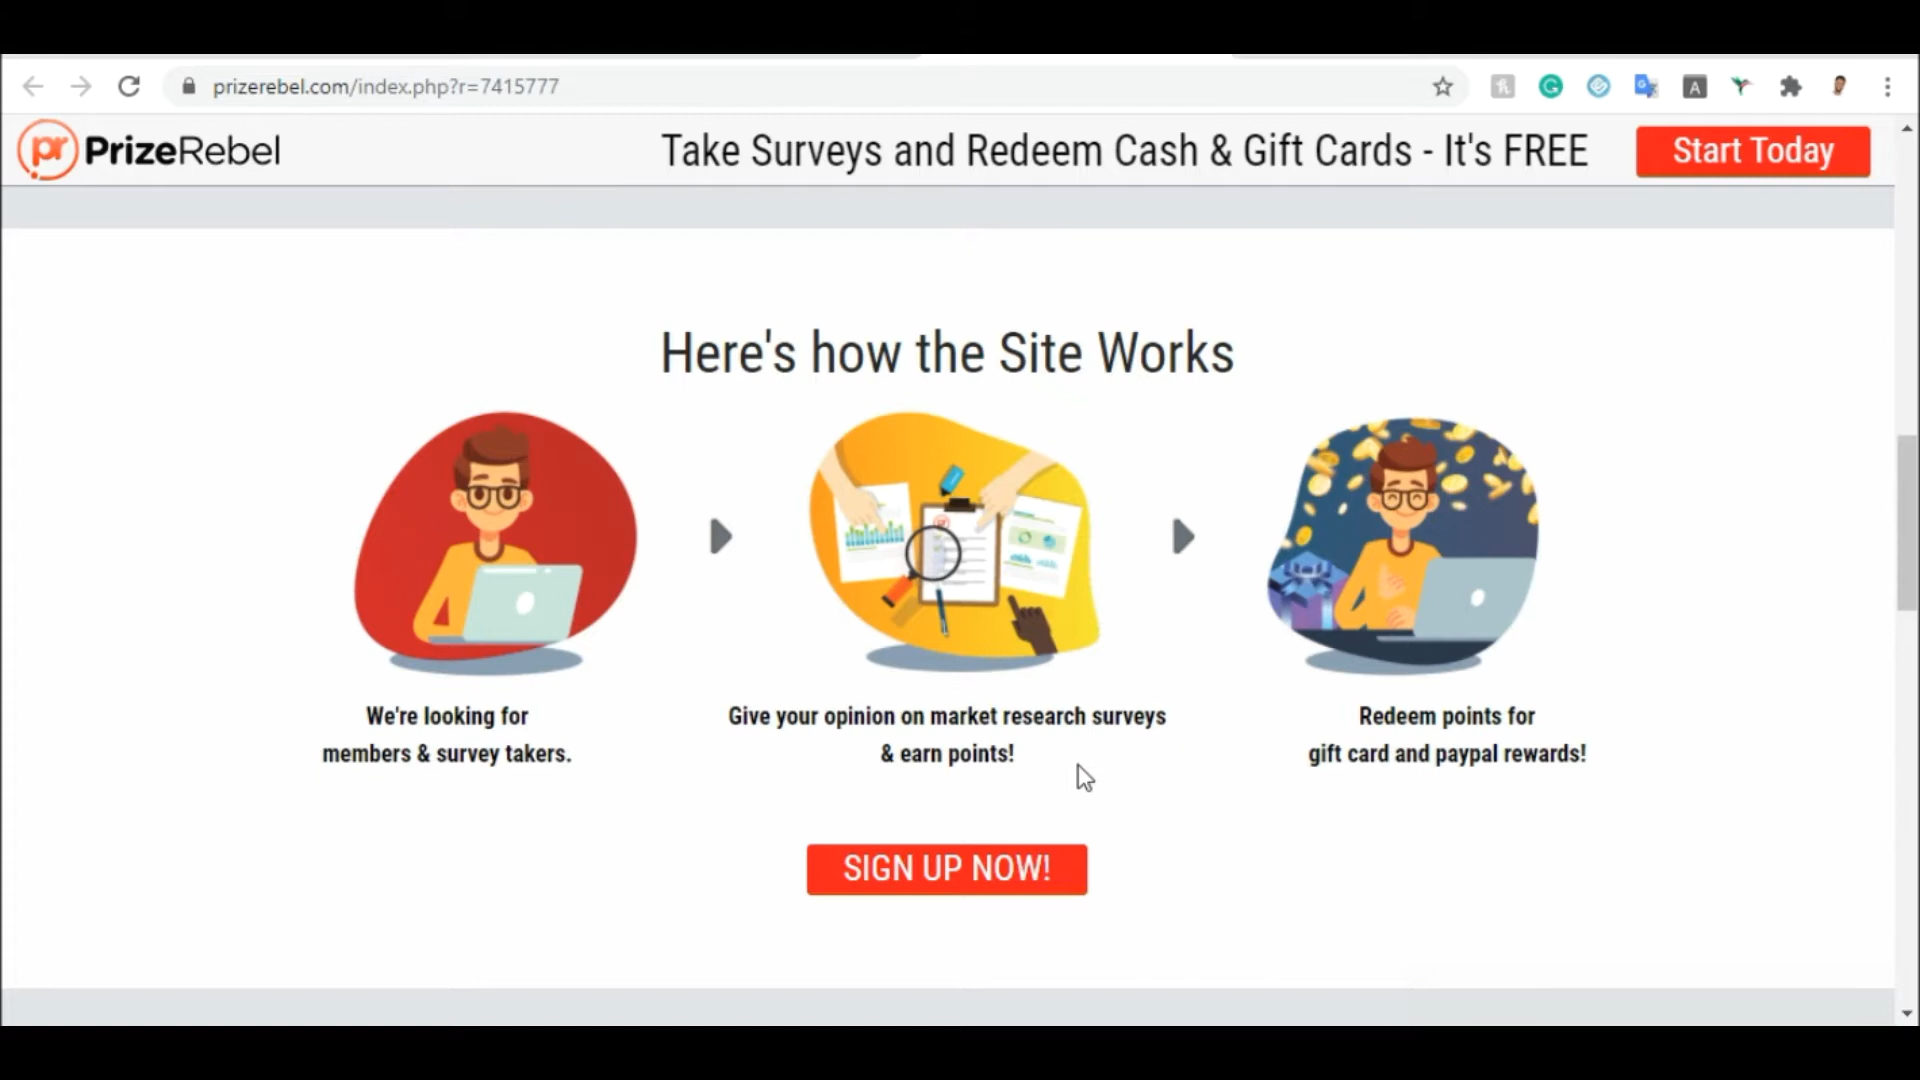 prizerebel.com/index.php?r=7415777
PrizeRebel
Take Surveys and Redeem Cash & Gift Cards - It's FREE
Start Today
Here's how the Site Works
We're looking for
members & survey takers.
Give your opinion on market research surveys
& earn points!
Redeem points for
gift card and paypal rewards!
SIGN UP NOW!